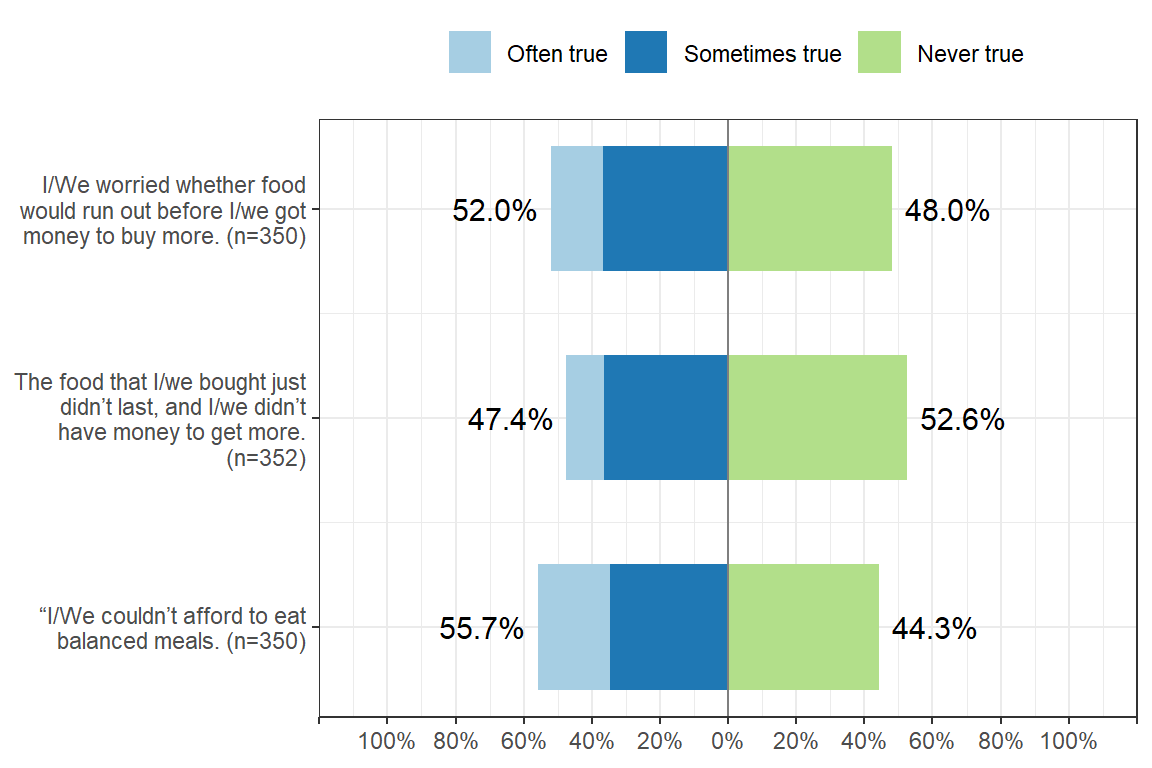 Often true Sometimes true Never true
I/We worried whether food
would run out before I/we got
money to buy more. (n=350)
52.0% 48.0%
The food that I/we bought just
didn’t last, and I/we didn’t
have money to get more.
(n=352)
47.4% 52.6%
“I/We couldn’t afford to eat
balanced meals. (n=350)
55.7% 44.3%
100% 80% 60% 40% 20% 0% 20% 40% 60% 80% 100%